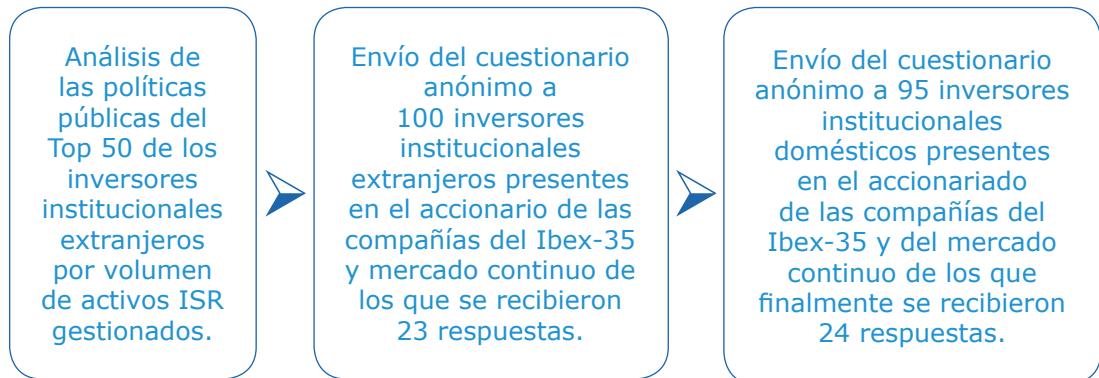 Análisis de
las políticas
públicas del
Top 50 de los
inversores
institucionales
extranjeros
por volumen
de activos ISR
gestionados.
Envío del cuestionario
anónimo a
100 inversores
institucionales
extranjeros presentes
en el accionario de las
compañías del Ibex-35
y mercado continuo de
los que se recibieron
23 respuestas.
Envío del cuestionario
anónimo a 95 inversores
institucionales
domésticos presentes
en el accionariado
de las compañías del
Ibex-35 y del mercado
continuo de los que
finalmente se recibieron
24 respuestas.